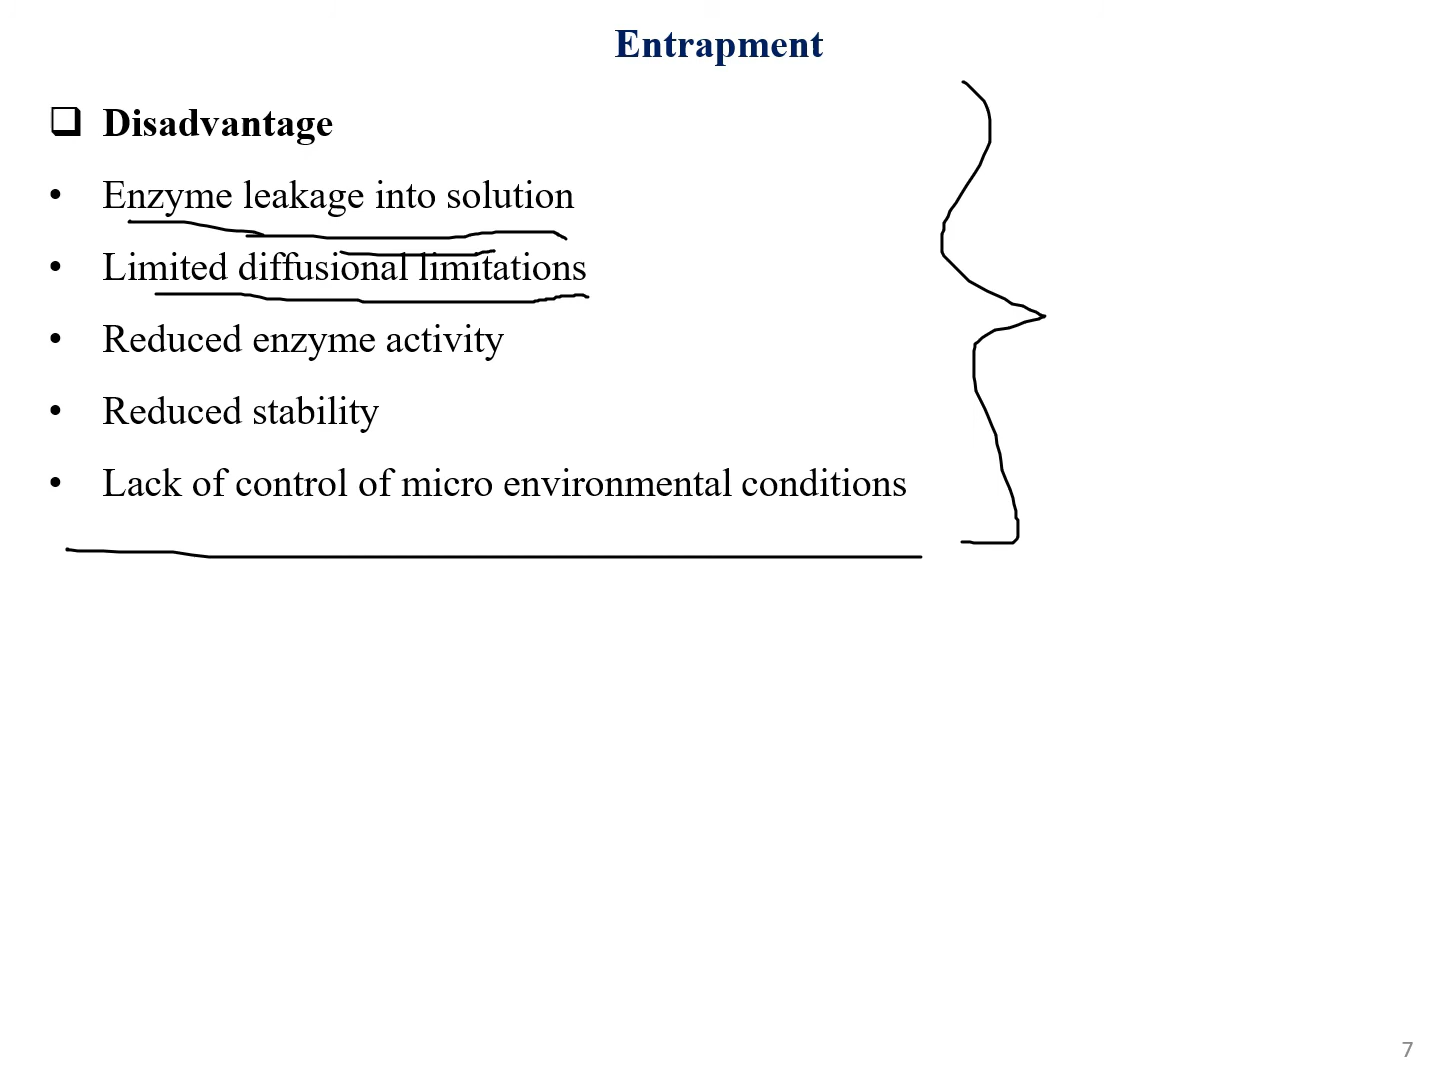 Entrapment
❑ Disadvantage
• Enzyme leakage into solution
• Limited diffusional limitations
• Reduced enzyme activity
• Reduced stability
• Lack of control of micro environmental conditions
7